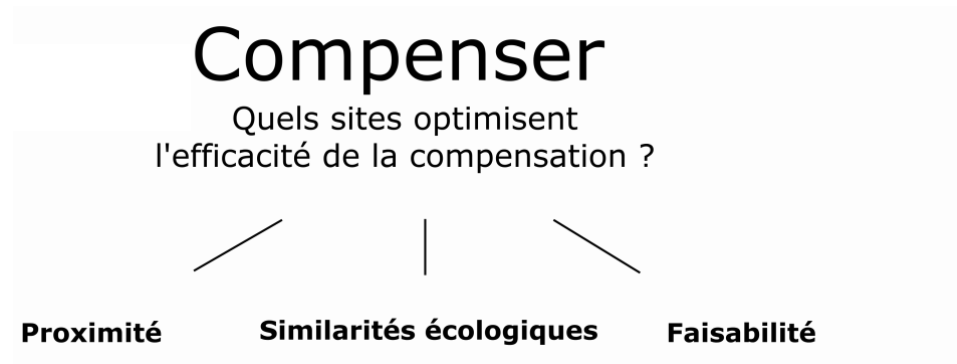 Compenser
Quels sites optimisent
l'efficacité de la compensation ?
Proximité
Similarités écologiques
Faisabilité